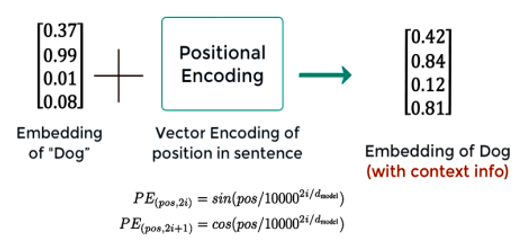 [0.37
0.99
0.01
0.08]
Embedding
of "Dog"
+
Positional
Encoding
Vector Encoding of
position in sentence
[0.42
0.84
0.12
0.81]
Embedding of Dog
(with context info)
PE(pos,2i) = sin(pos/10000^2i/d_model)
PE(pos,2i+1) = cos(pos/10000^2i/d_model)